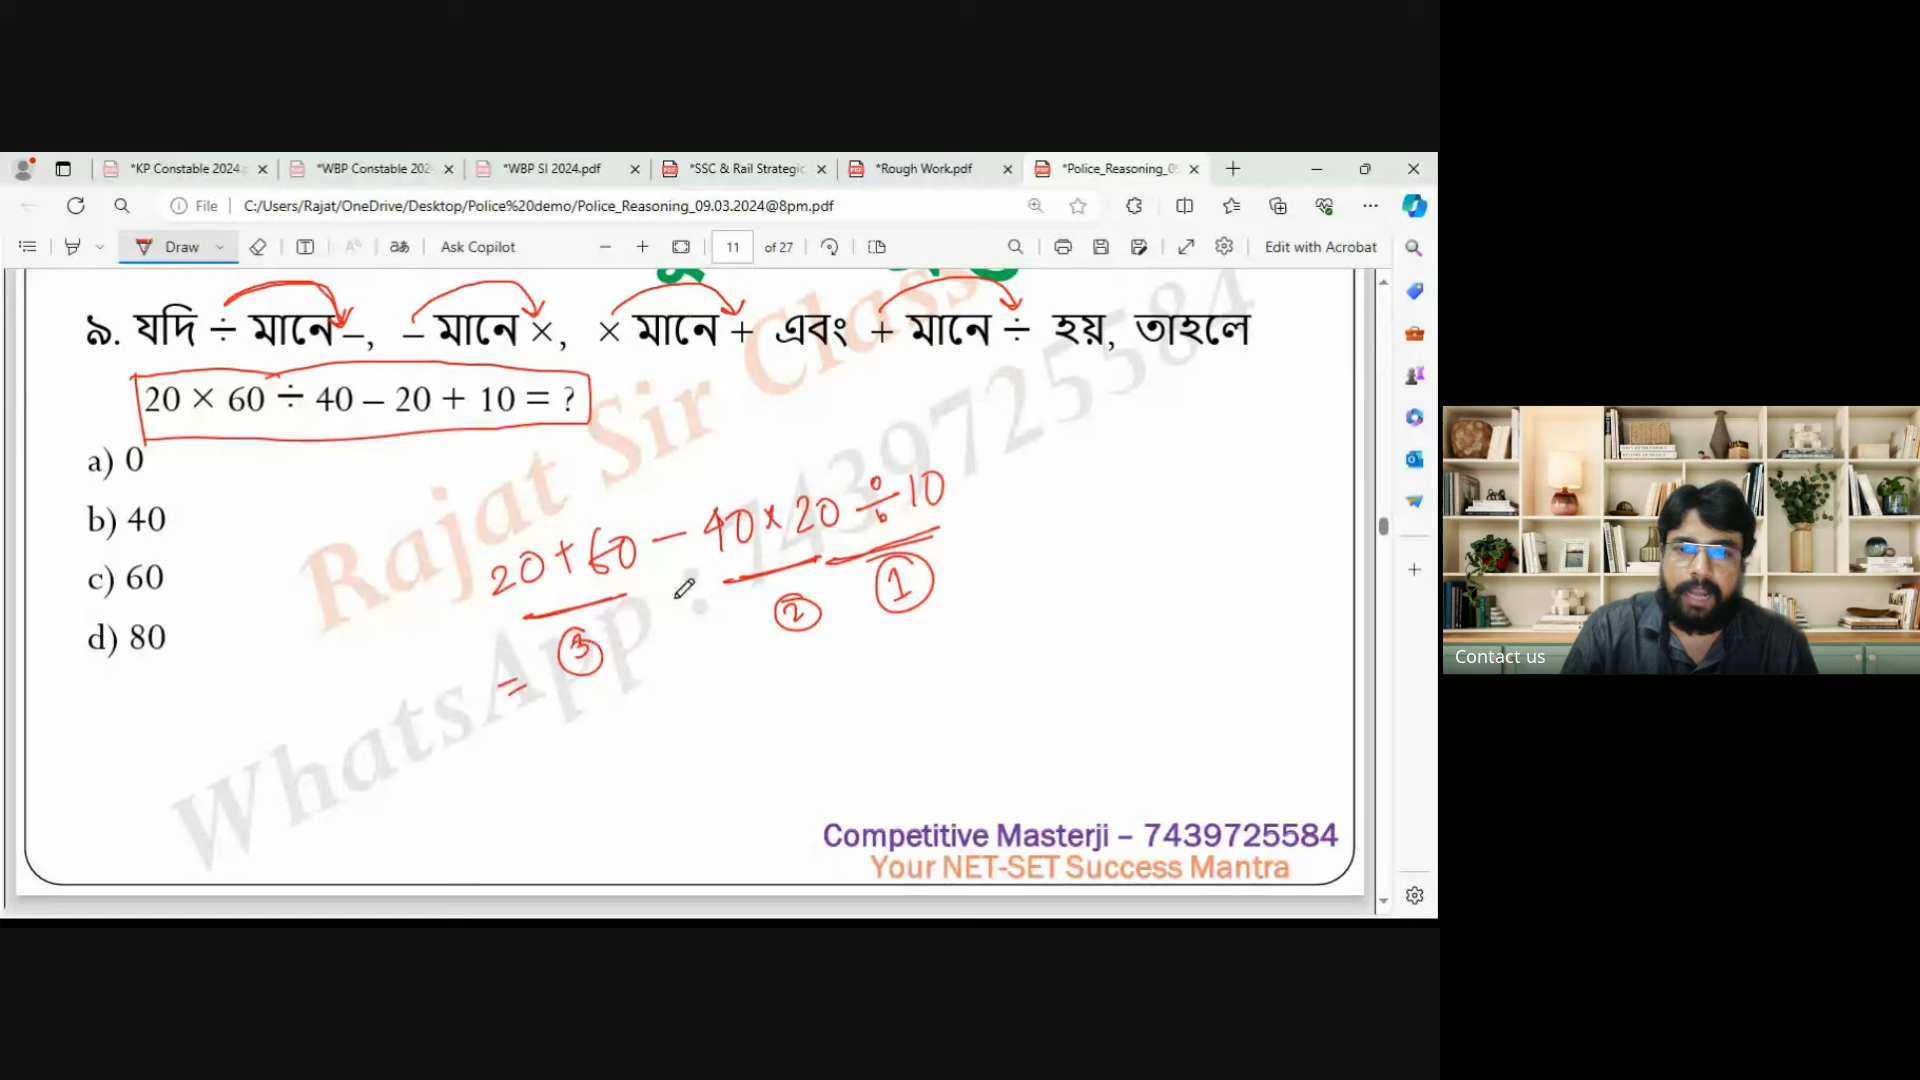 *KP Constable 2024.
*WBP Constable 202
*WBP SI 2024.pdf
*SSC & Rail Strategic
*Rough Work.pdf
*Police_Reasoning_09
File
C:/Users/Rajat/OneDrive/Desktop/Police%20demo/Police_Reasoning_09.03.2024@8pm.pdf
Draw
Ask Copilot
11
of 27
Edit with Acrobat
৯. যদি ÷ মানে –, – মানে ×, × মানে + এবং + মানে ÷ হয়, তাহলে
20 × 60 ÷ 40 – 20 + 10 = ?
a) 0
b) 40
c) 60
d) 80
20 + 60 – 40 × 20 ÷ 10
3
2
1
=
Rajat Sir Class
WhatsApp : 7439725584
Competitive Masterji – 7439725584
Your NET-SET Success Mantra
Contact us